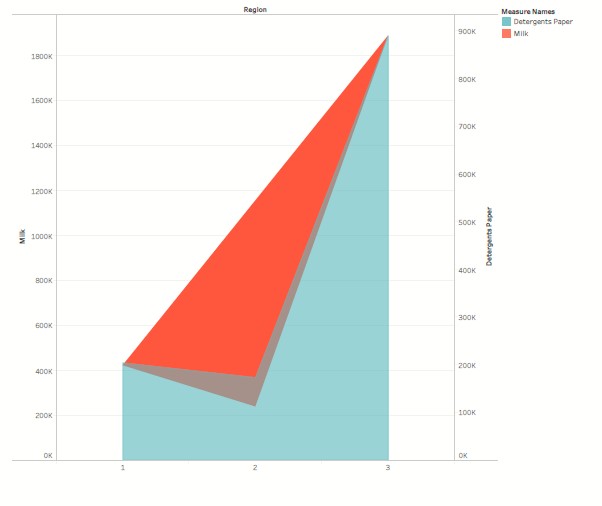 Region
Measure Names
Detergents Paper
Milk
1800K
1600K
1400K
1200K
1000K
800K
600K
400K
200K
0K
Milk
900K
800K
700K
600K
500K
400K
300K
200K
100K
0K
Detergents Paper
1
2
3